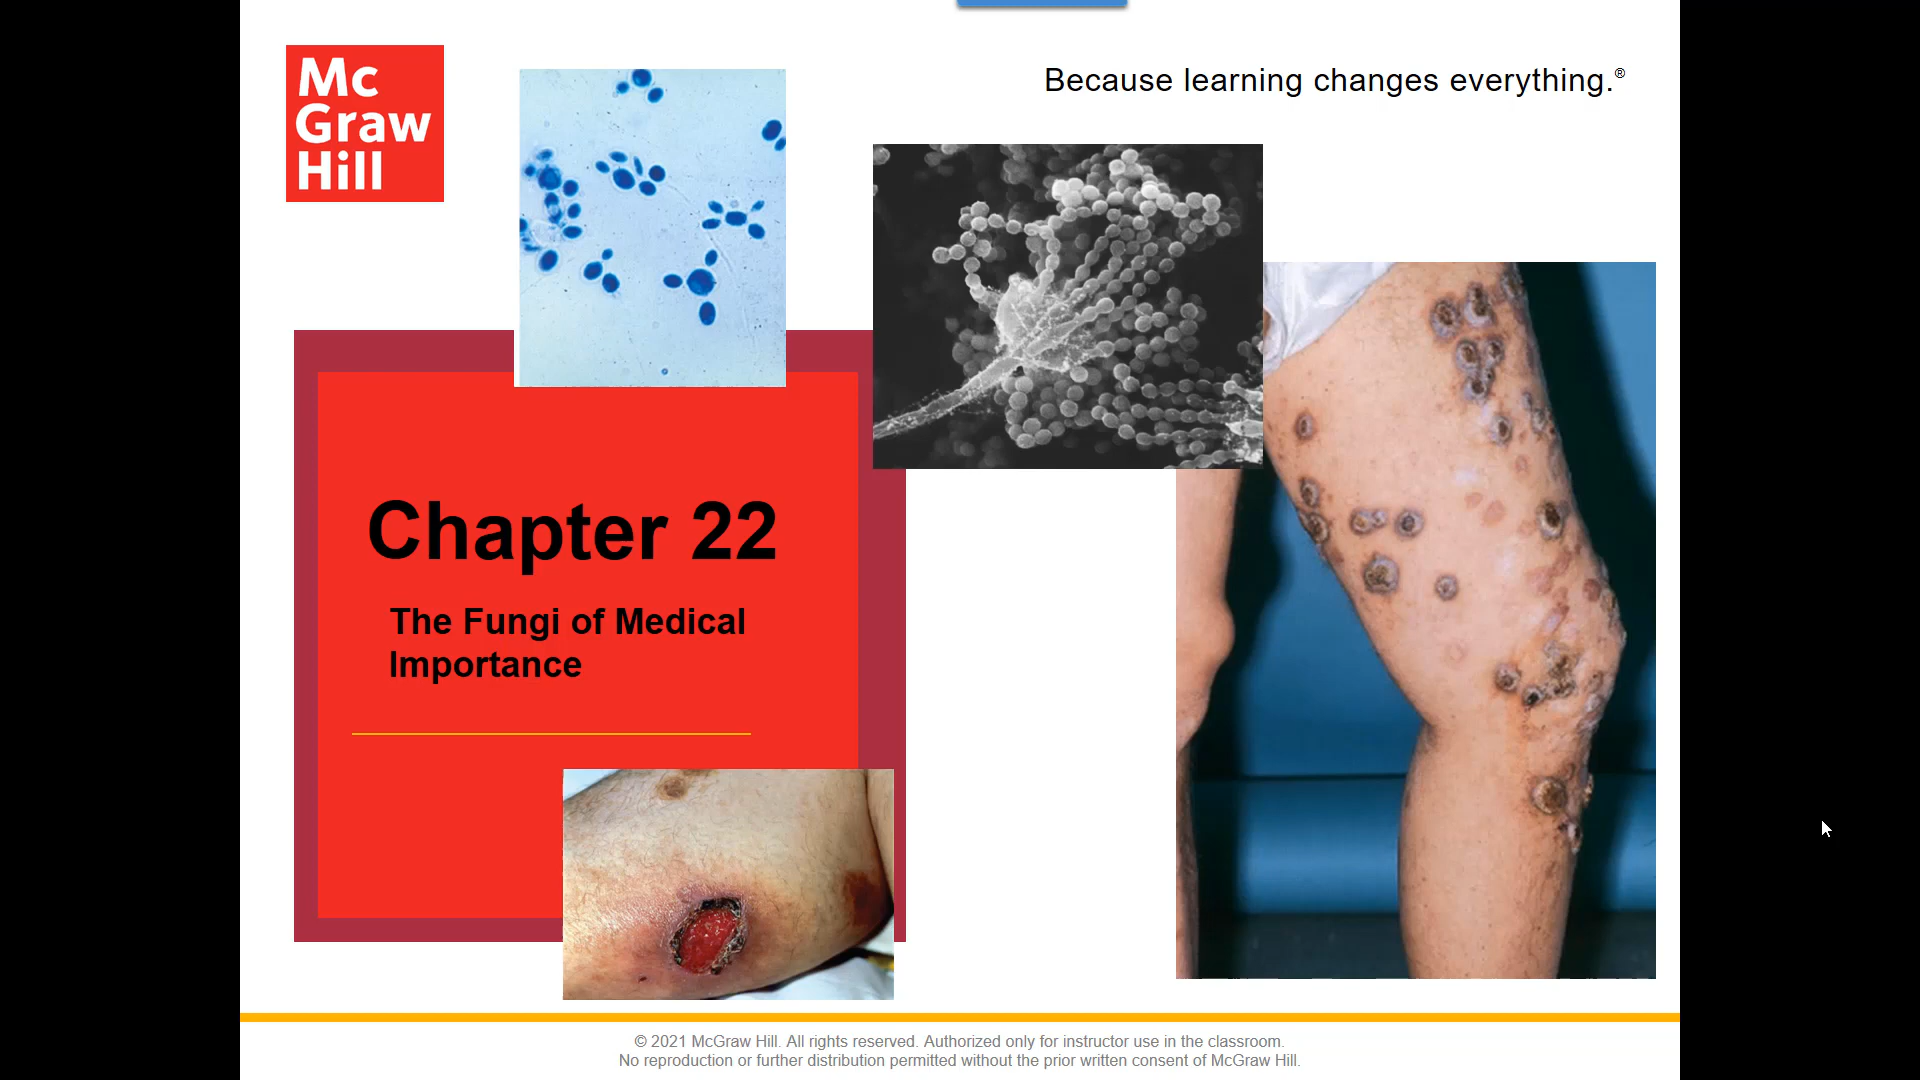 Mc
Graw
Hill
Because learning changes everything.®
Chapter 22
The Fungi of Medical
Importance
© 2021 McGraw Hill. All rights reserved. Authorized only for instructor use in the classroom.
No reproduction or further distribution permitted without the prior written consent of McGraw Hill.